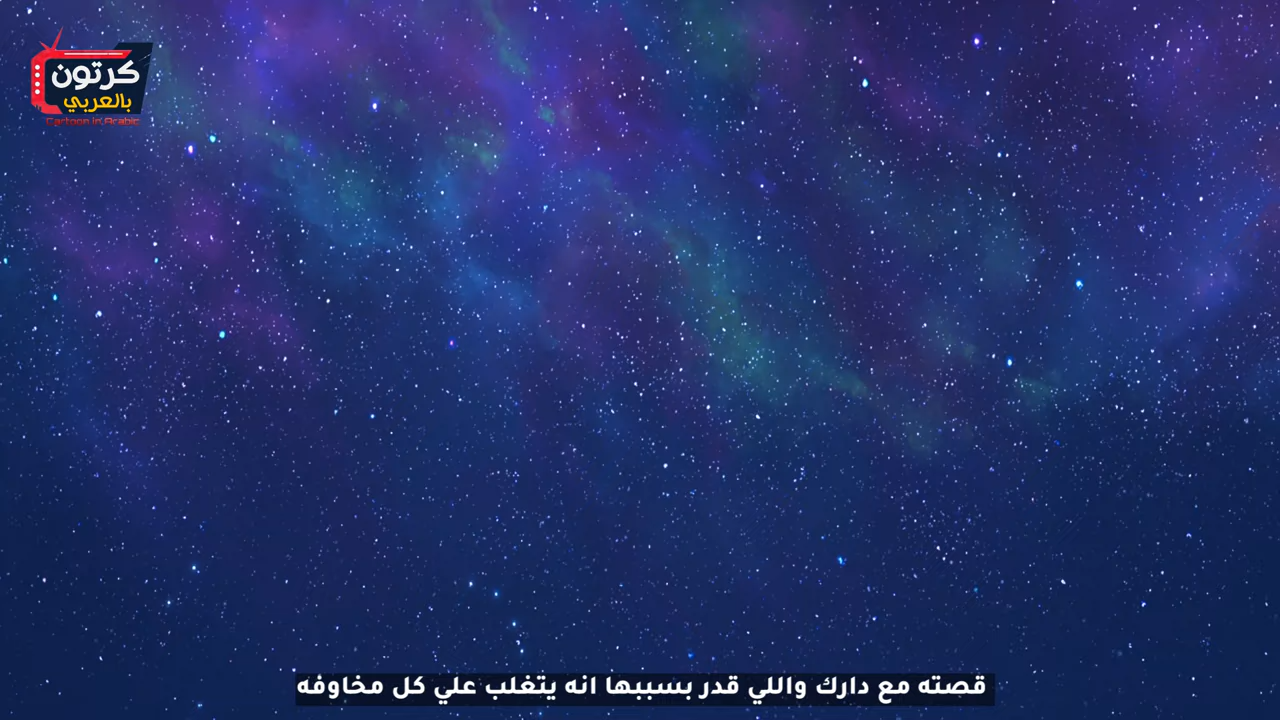 كرتون
بالعربي
Cartoon in Arabic
قصته مع دارك واللي قدر بسببها انه يتغلب علي كل مخاوفه